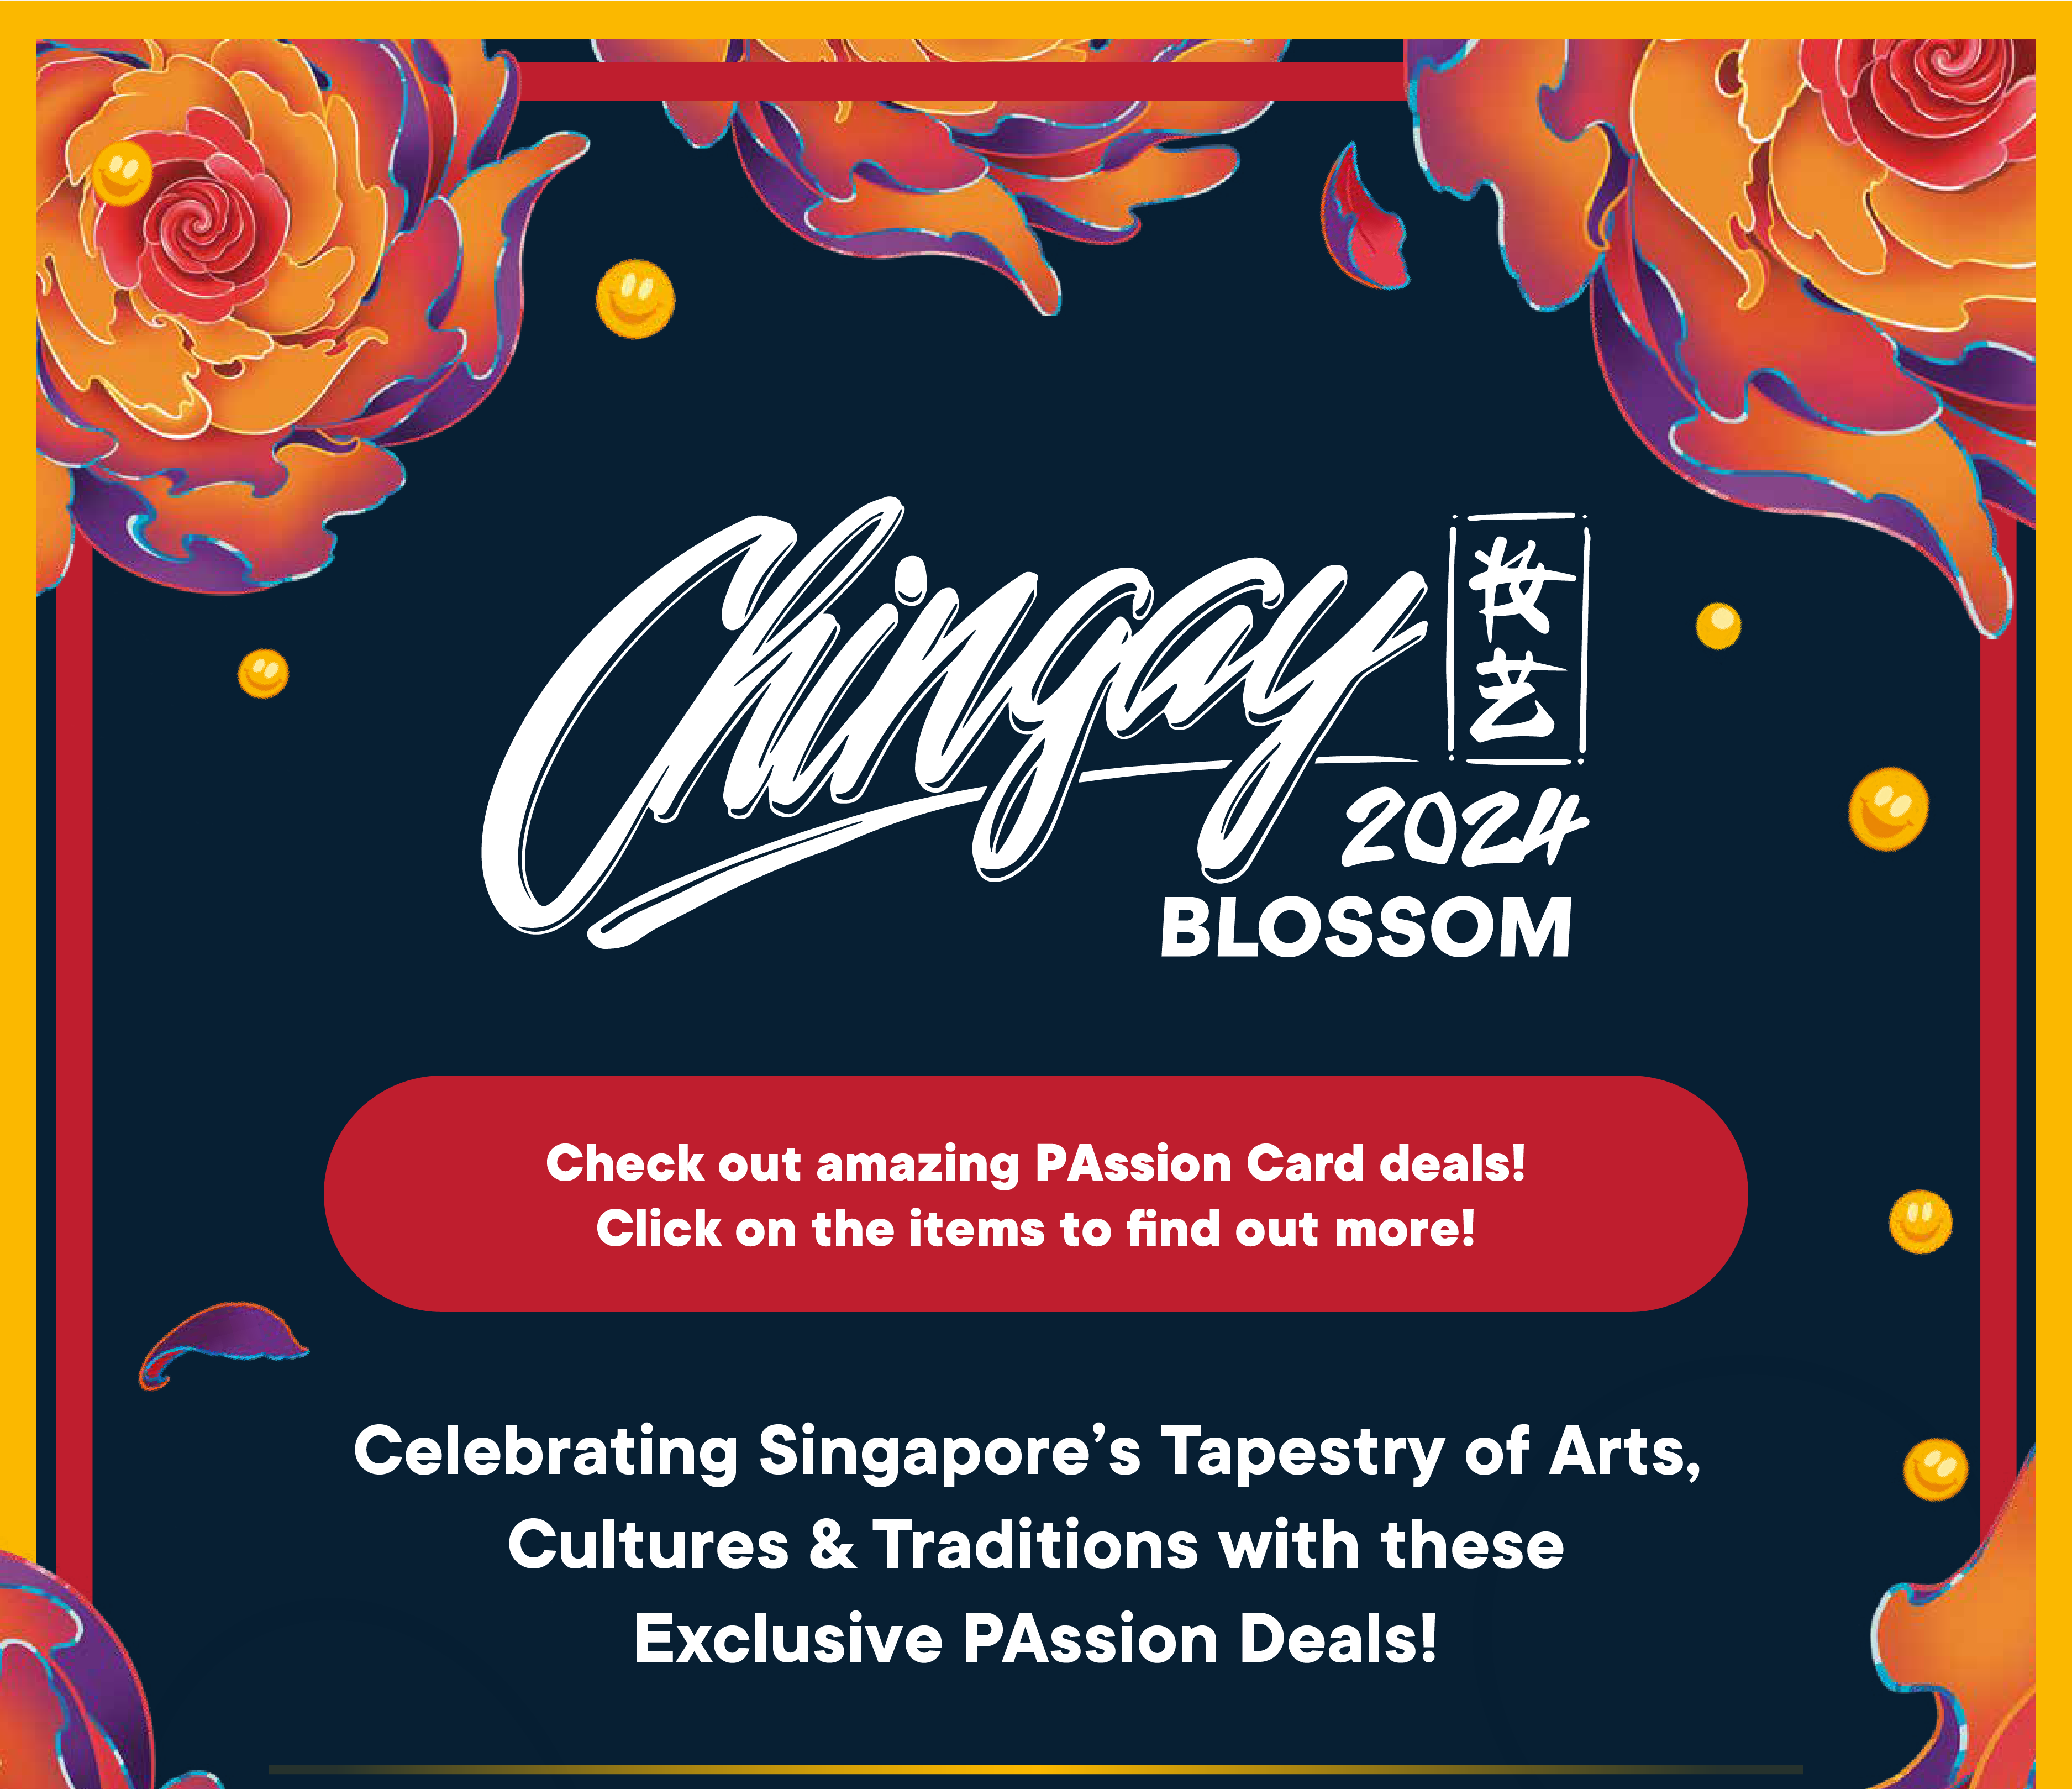 Chingay
妆艺
2024
BLOSSOM
Check out amazing PAssion Card deals!
Click on the items to find out more!
Celebrating Singapore’s Tapestry of Arts,
Cultures & Traditions with these
Exclusive PAssion Deals!